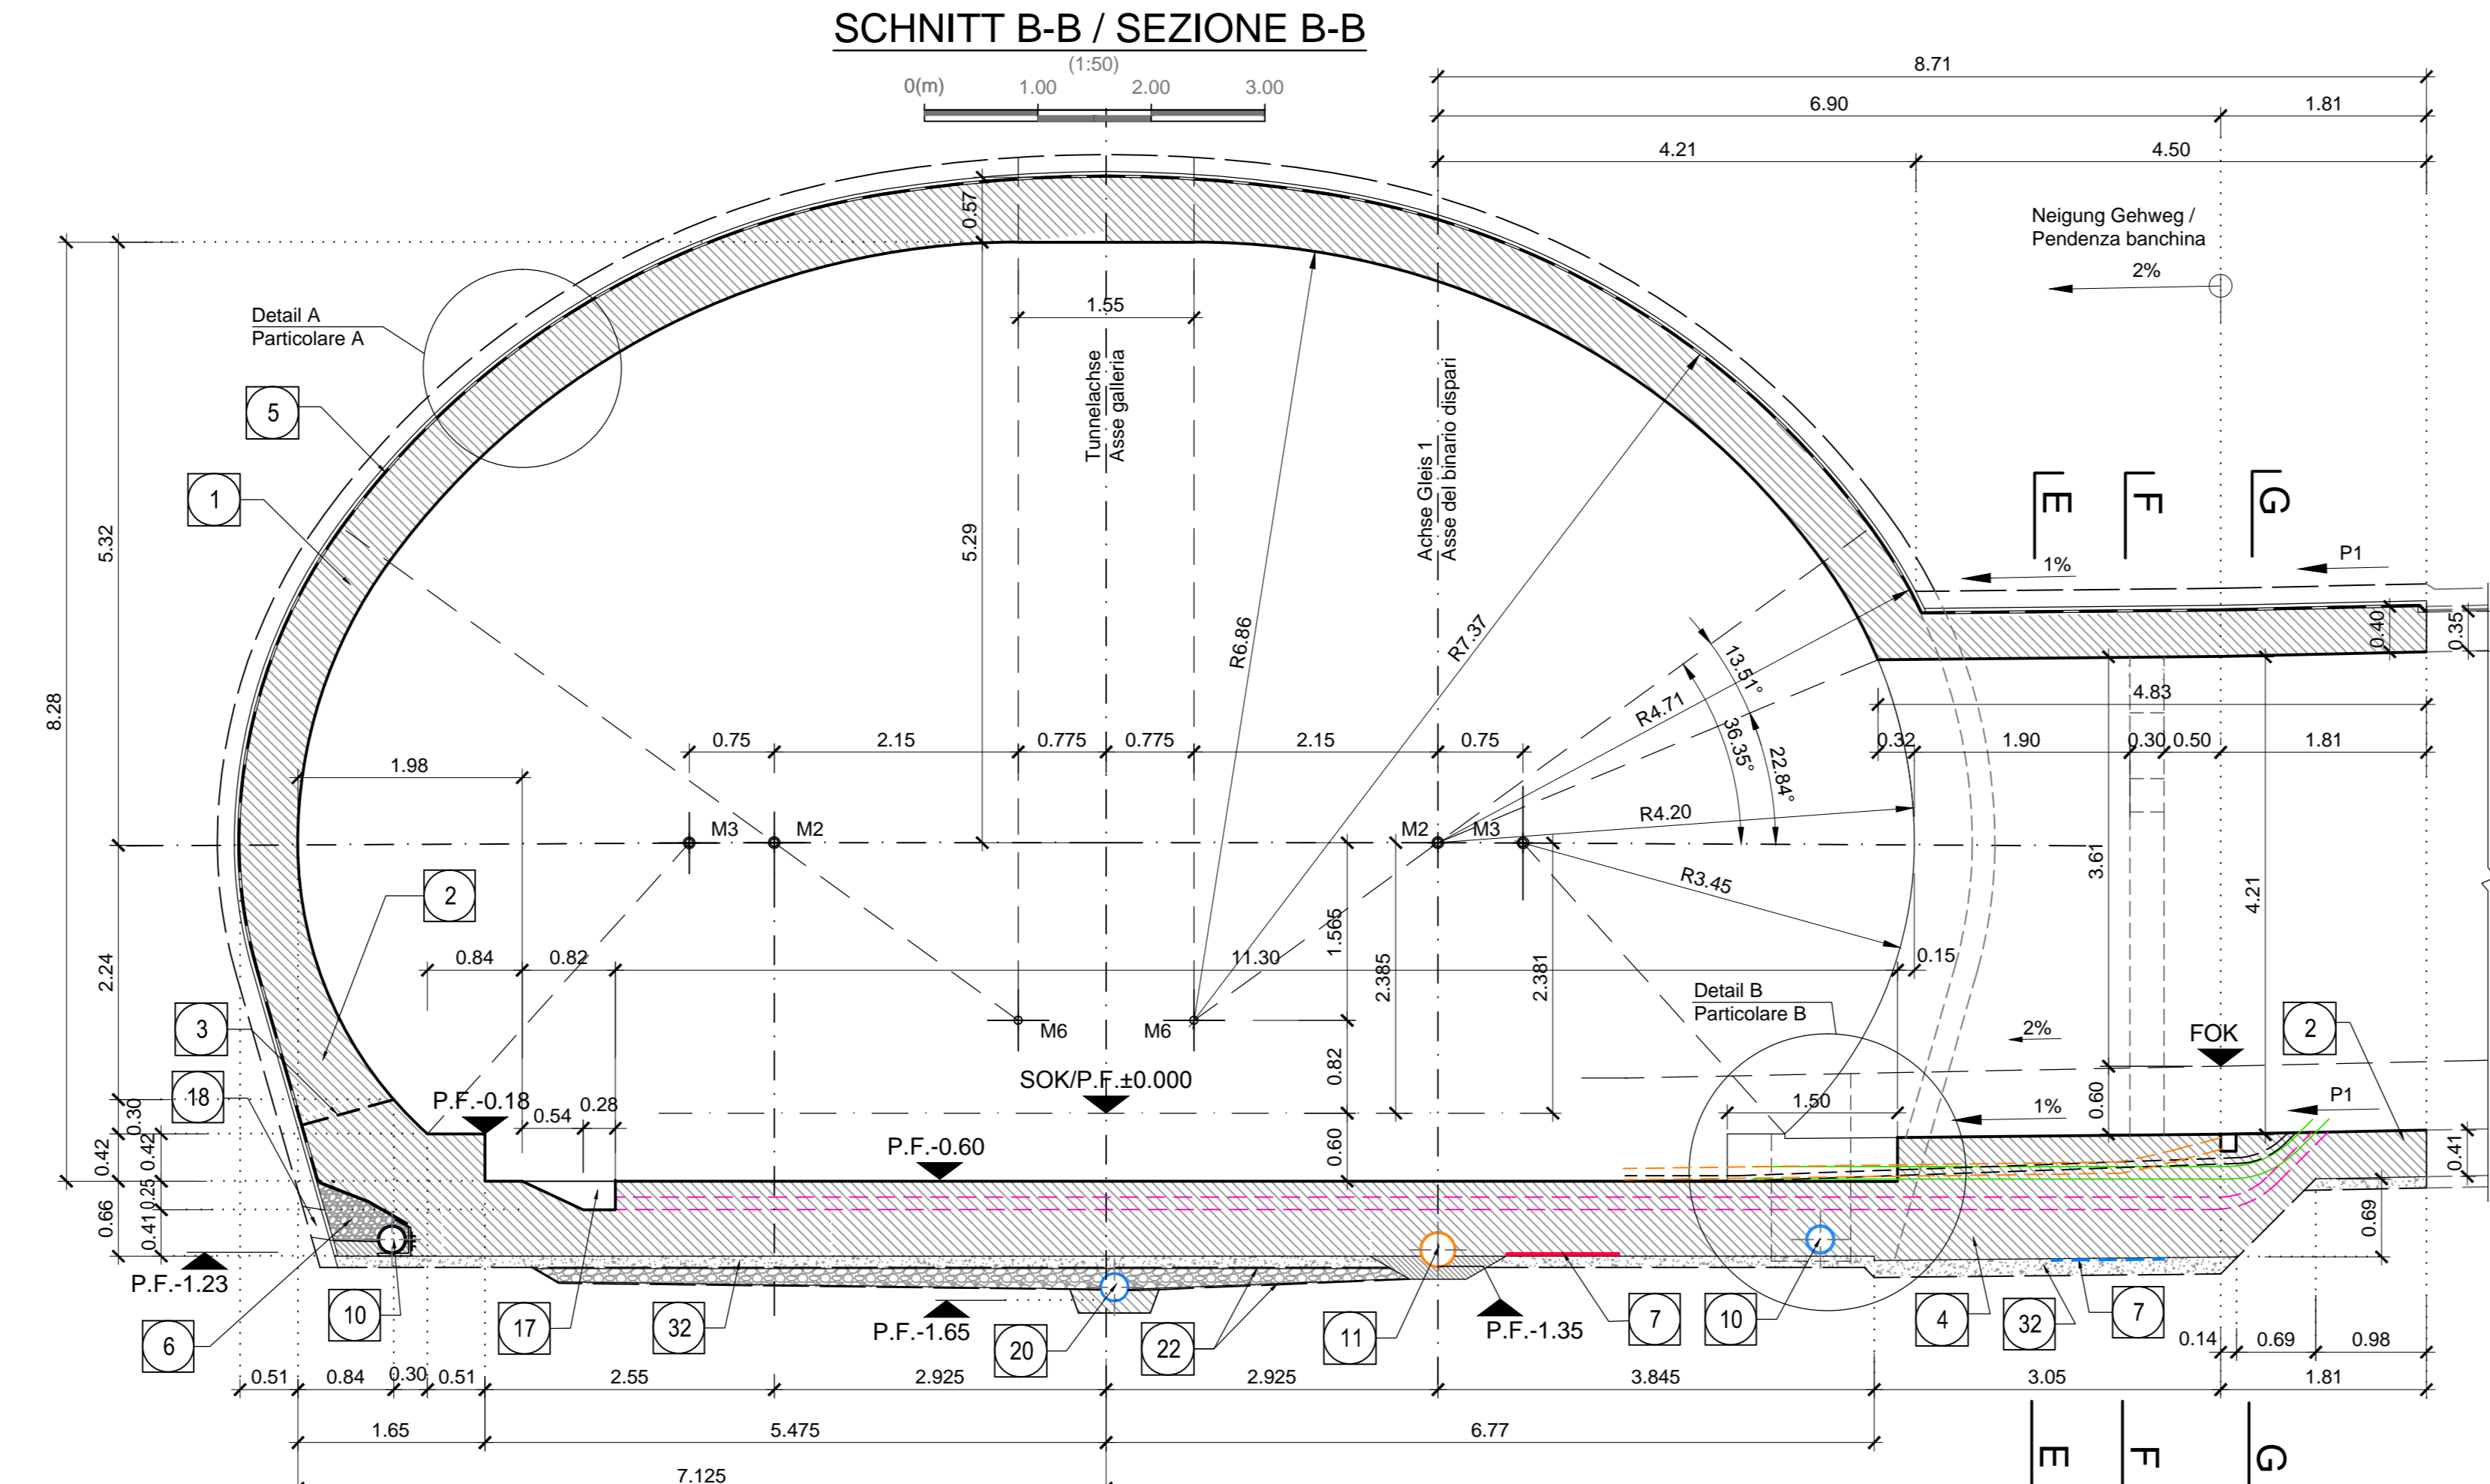 SCHNITT B-B / SEZIONE B-B
(1:50)
0(m) 1.00 2.00 3.00
8.71
6.90 1.81
4.21 4.50
Neigung Gehweg /
Pendenza banchina
2%
0.57
1.55
Detail A
Particolare A
5
1
Tunnelachse
Asse galleria
Achse Gleis 1
Asse del binario dispari
5.29
5.32
8.28
R6.86
R7.37
R4.71
13.51°
36.35°
22.84°
R4.20
R3.45
E F G
1% P1
0.40 0.35
4.83
0.32 1.90 0.30 0.50 1.81
0.75 2.15 0.775 0.775 2.15 0.75
1.98
M3 M2 M2 M3
3.61
4.21
2
0.84 0.82 11.30 0.15
1.565
2.385
2.381
2.24
M6 M6
0.82
Detail B
Particolare B
2%
FOK
2
3
18
SOK/P.F.±0.000
P.F.-0.18
0.54 0.28
1.50
1%
P1
0.60
0.30
0.42 0.42
P.F.-0.60
0.60
0.41
0.66 0.25
0.41
0.69
P.F.-1.23
10
6
17
32
P.F.-1.65
20
22
11
P.F.-1.35
7
10
4
32
7
0.14 0.69 0.98
0.51 0.84 0.30 0.51 2.55 2.925 2.925 3.845 3.05 1.81
1.65 5.475 6.77
E F G
7.125